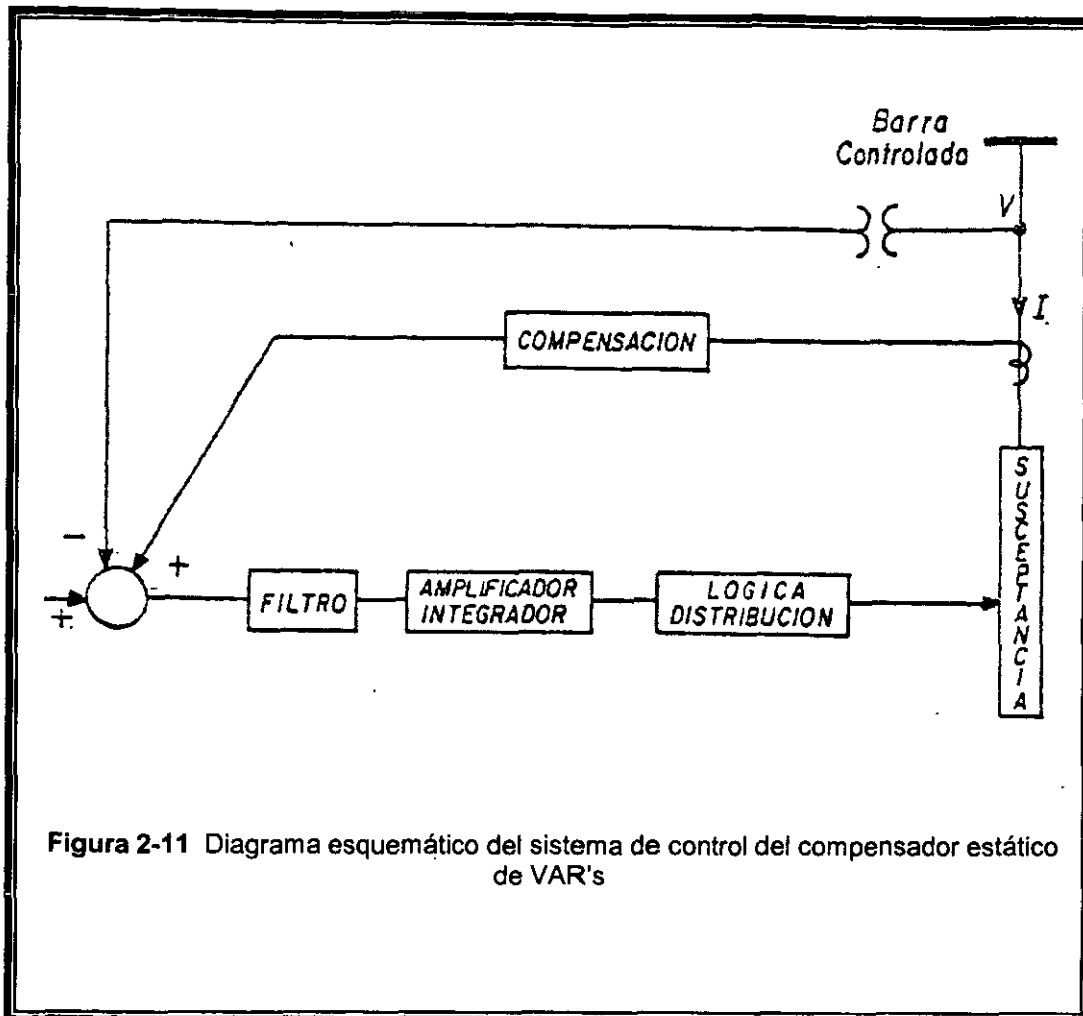 Barra
Controlada
V
I
COMPENSACION
-
+
+
FILTRO
AMPLIFICADOR
INTEGRADOR
LOGICA
DISTRIBUCION
SUSCEPTANCIA
Figura 2-11 Diagrama esquemático del sistema de control del compensador estático
de VAR's